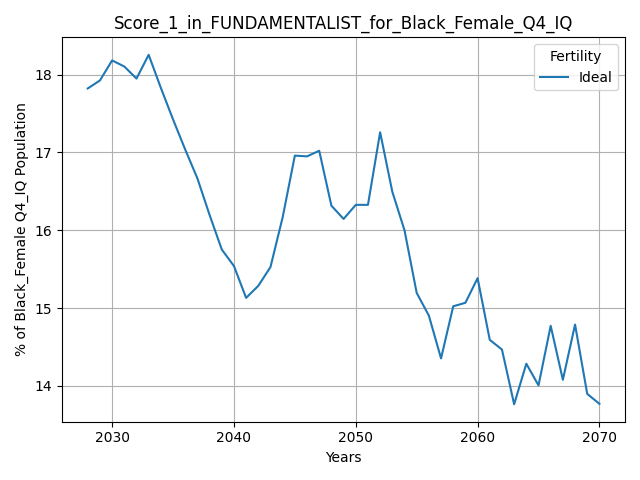 Score_1_in_FUNDAMENTALIST_for_Black_Female_Q4_IQ
% of Black_Female Q4_IQ Population
18
17
16
15
14
Fertility
Ideal
2030
2040
2050
2060
2070
Years